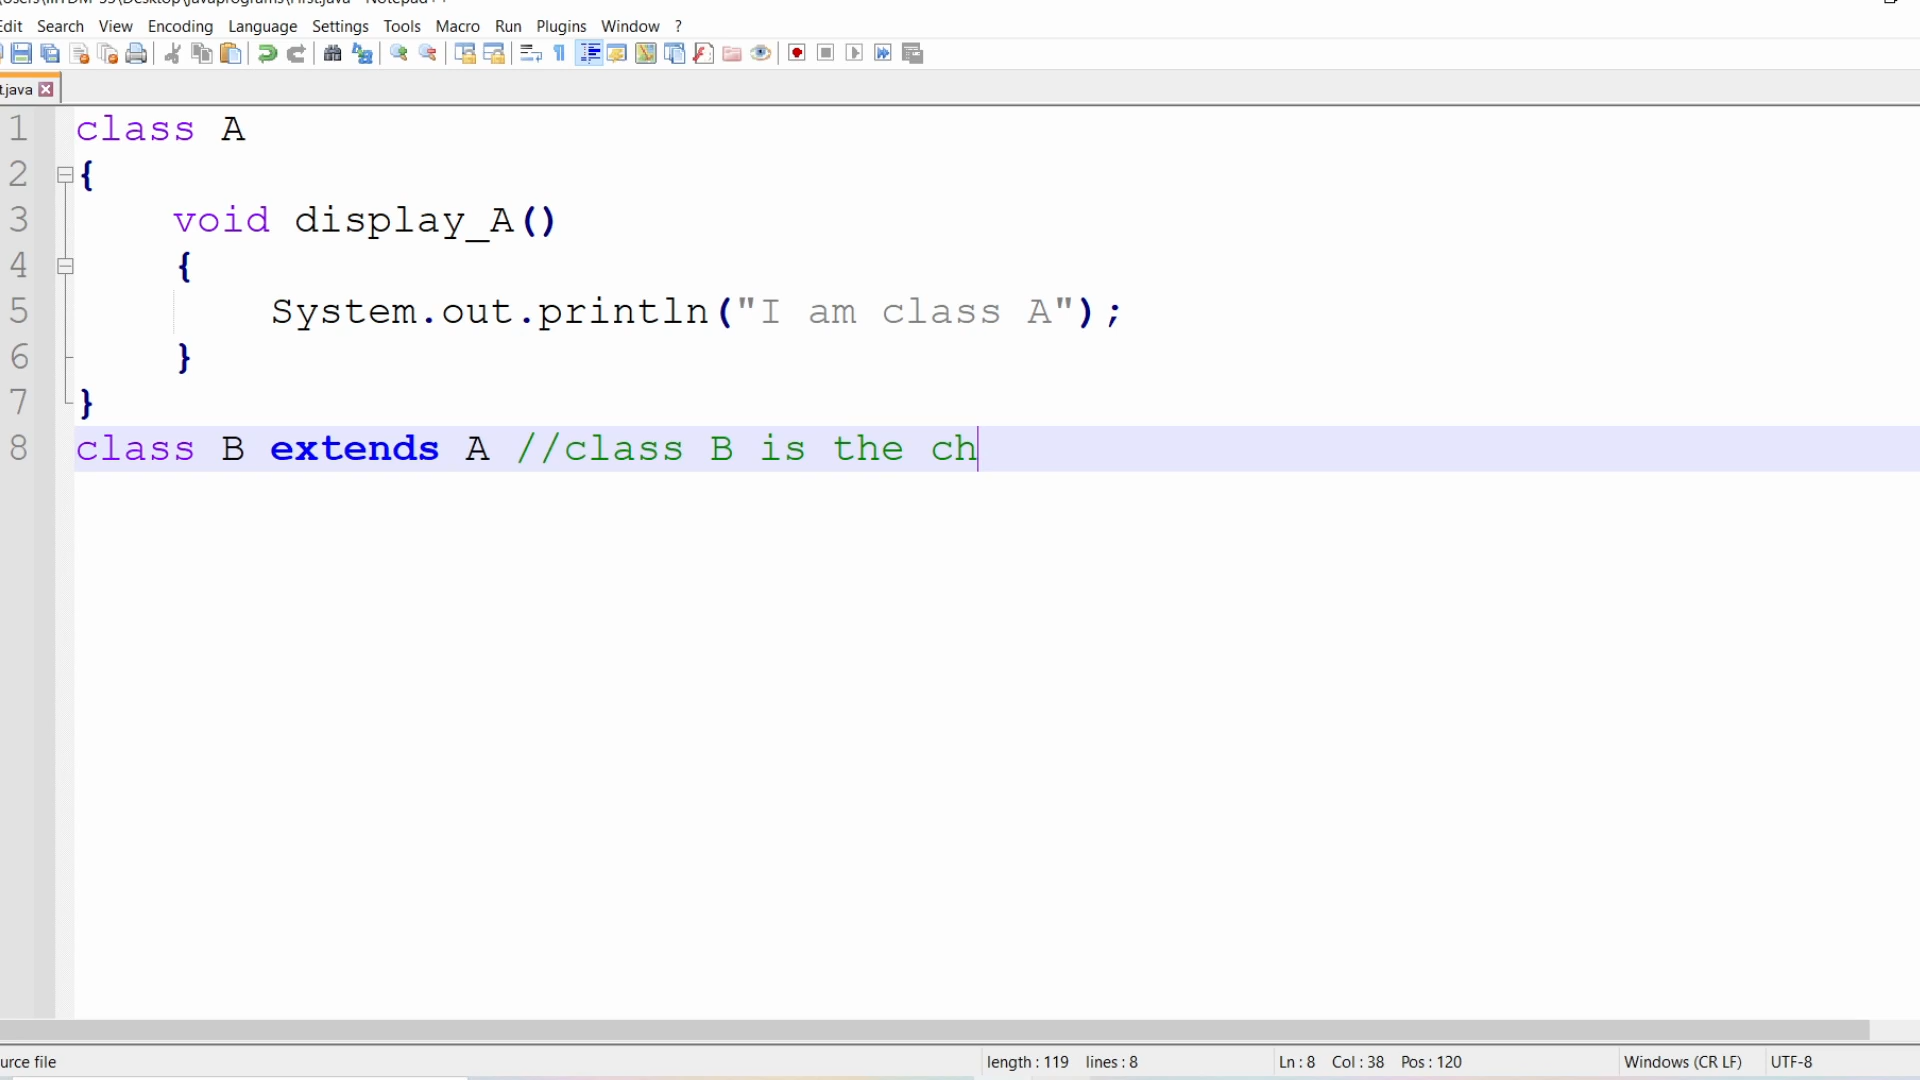 Edit Search View Encoding Language Settings Tools Macro Run Plugins Window ?
t.java
1 class A
2 {
3 void display_A()
4 {
5 System.out.println("I am class A");
6 }
7 }
8 class B extends A //class B is the ch
urce file length : 119 lines : 8 Ln : 8 Col : 38 Pos : 120 Windows (CR LF) UTF-8